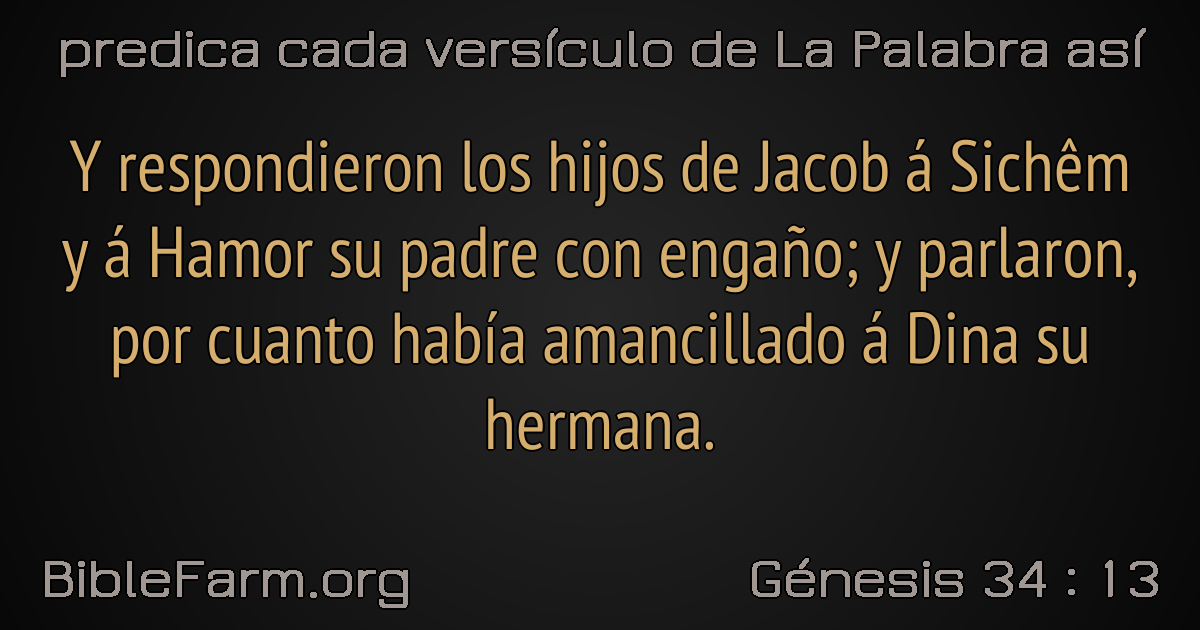 predica cada versículo de La Palabra así
Y respondieron los hijos de Jacob á Sichêm
y á Hamor su padre con engaño; y parlaron,
por cuanto había amancillado á Dina su
hermana.
BibleFarm.org
Génesis 34 : 13